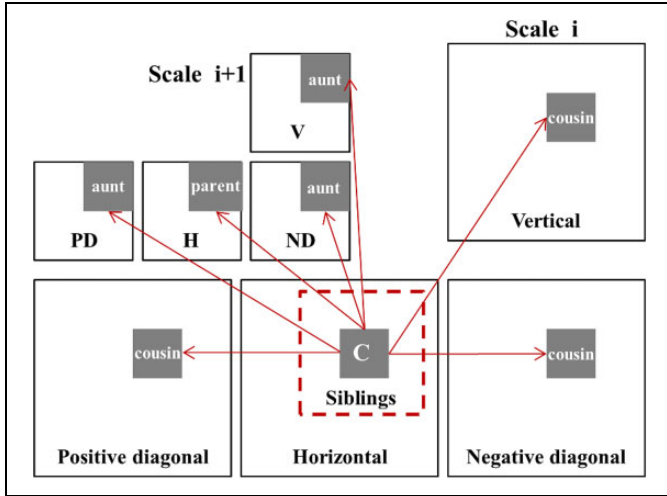 Scale i
Scale i+1
aunt
V
cousin
Vertical
aunt
PD
parent
H
aunt
ND
cousin
Positive diagonal
C
Siblings
Horizontal
cousin
Negative diagonal